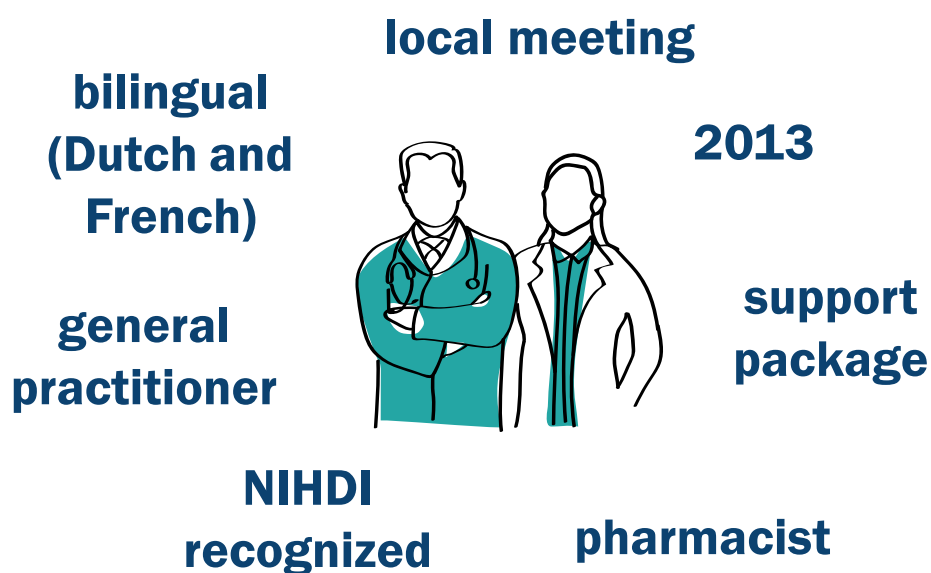 local meeting
bilingual
(Dutch and
French)
2013
general
practitioner
support
package
NIHDI
recognized
pharmacist